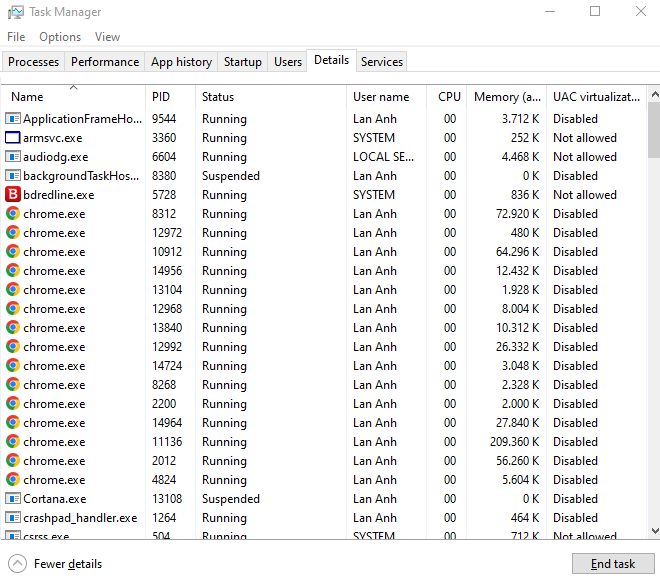 Task Manager
File Options View
Processes Performance App history Startup Users Details Services
Name PID Status User name CPU Memory (a... UAC virtualizat...
ApplicationFrameHo... 9544 Running Lan Anh 00 3.712 K Disabled
armsvc.exe 3360 Running SYSTEM 00 252 K Not allowed
audiodg.exe 6604 Running LOCAL SE... 00 4.468 K Not allowed
backgroundTaskHos... 8380 Suspended Lan Anh 00 0 K Disabled
B bdredline.exe 5728 Running SYSTEM 00 836 K Not allowed
chrome.exe 8312 Running Lan Anh 00 72.920 K Disabled
chrome.exe 12972 Running Lan Anh 00 480 K Disabled
chrome.exe 10912 Running Lan Anh 00 64.296 K Disabled
chrome.exe 14956 Running Lan Anh 00 12.432 K Disabled
chrome.exe 13104 Running Lan Anh 00 1.928 K Disabled
chrome.exe 12968 Running Lan Anh 00 8.004 K Disabled
chrome.exe 13840 Running Lan Anh 00 10.312 K Disabled
chrome.exe 12992 Running Lan Anh 00 26.332 K Disabled
chrome.exe 14724 Running Lan Anh 00 3.048 K Disabled
chrome.exe 8268 Running Lan Anh 00 2.328 K Disabled
chrome.exe 2200 Running Lan Anh 00 2.000 K Disabled
chrome.exe 14964 Running Lan Anh 00 27.840 K Disabled
chrome.exe 11136 Running Lan Anh 00 209.360 K Disabled
chrome.exe 2012 Running Lan Anh 00 56.260 K Disabled
chrome.exe 4824 Running Lan Anh 00 5.604 K Disabled
Cortana.exe 13108 Suspended Lan Anh 00 0 K Disabled
crashpad_handler.exe 1264 Running Lan Anh 00 464 K Disabled
csrss.exe 504 Running SYSTEM 00 712 K Not allowed
Fewer details End task